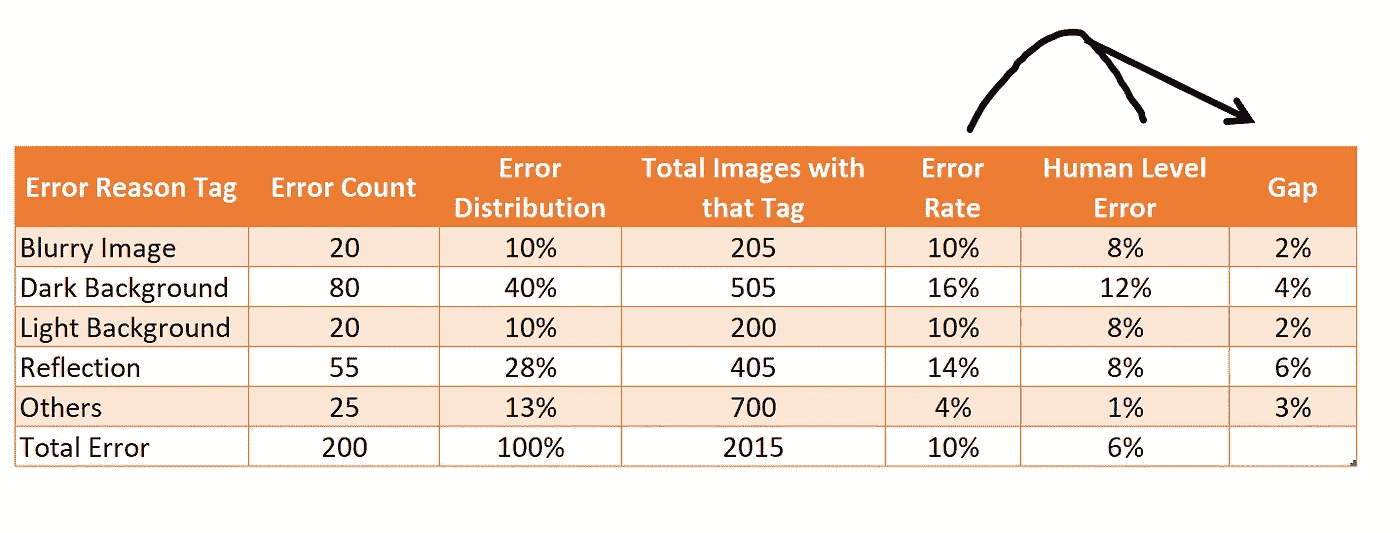 Error Reason Tag Error Count Error Distribution Total Images with that Tag Error Rate Human Level Error Gap
Blurry Image 20 10% 205 10% 8% 2%
Dark Background 80 40% 505 16% 12% 4%
Light Background 20 10% 200 10% 8% 2%
Reflection 55 28% 405 14% 8% 6%
Others 25 13% 700 4% 1% 3%
Total Error 200 100% 2015 10% 6%